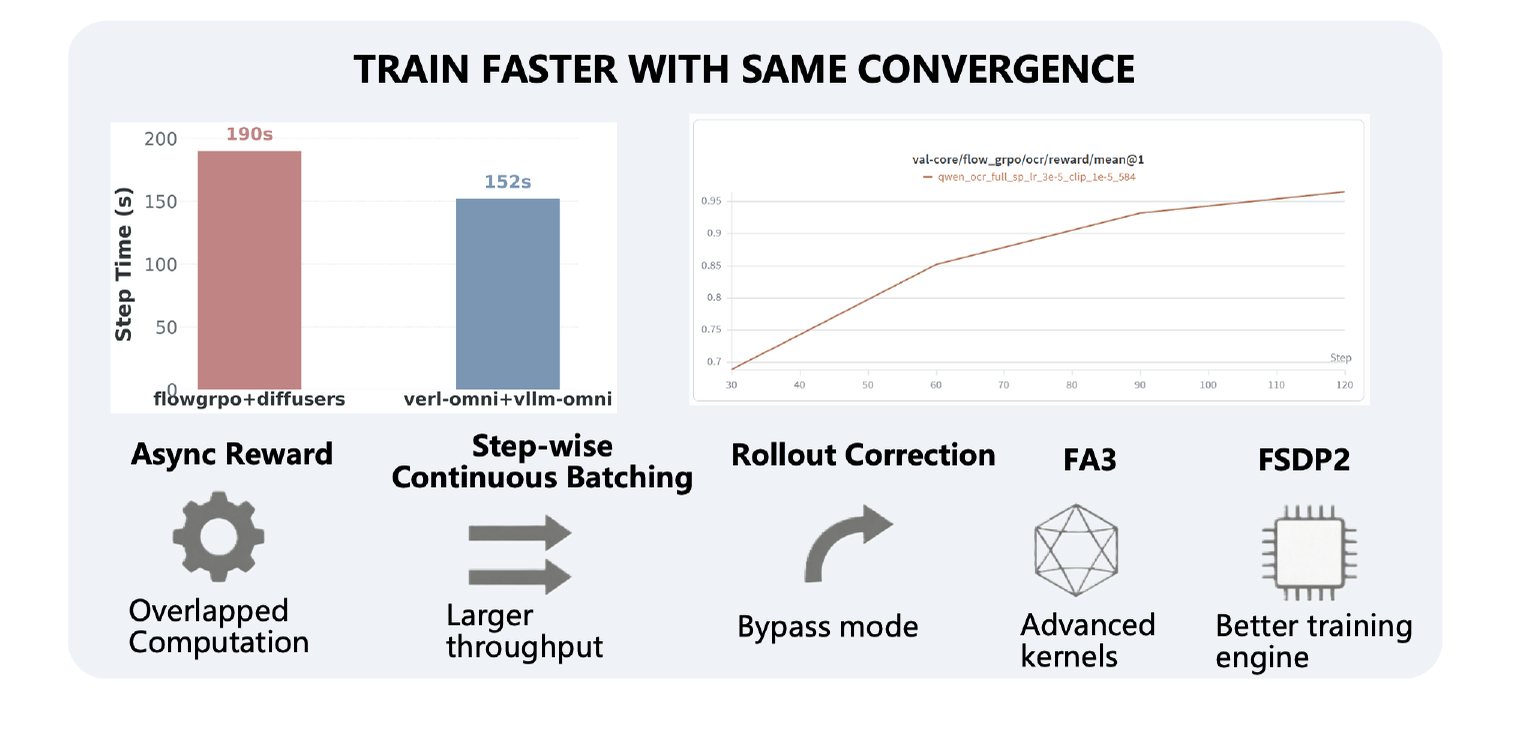 TRAIN FASTER WITH SAME CONVERGENCE
Step Time (s)
200
150
100
50
0
190s
152s
flowgrpo+diffusers
verl-omni+vllm-omni
val-core/flow_grpo/ocr/reward/mean@1
qwen_ocr_full_sp_lr_3e-5_clip_1e-5_584
0.95
0.9
0.85
0.8
0.75
0.7
Step
30 40 50 60 70 80 90 100 110 120
Async Reward
Overlapped
Computation
Step-wise
Continuous Batching
Larger
throughput
Rollout Correction
Bypass mode
FA3
Advanced
kernels
FSDP2
Better training
engine